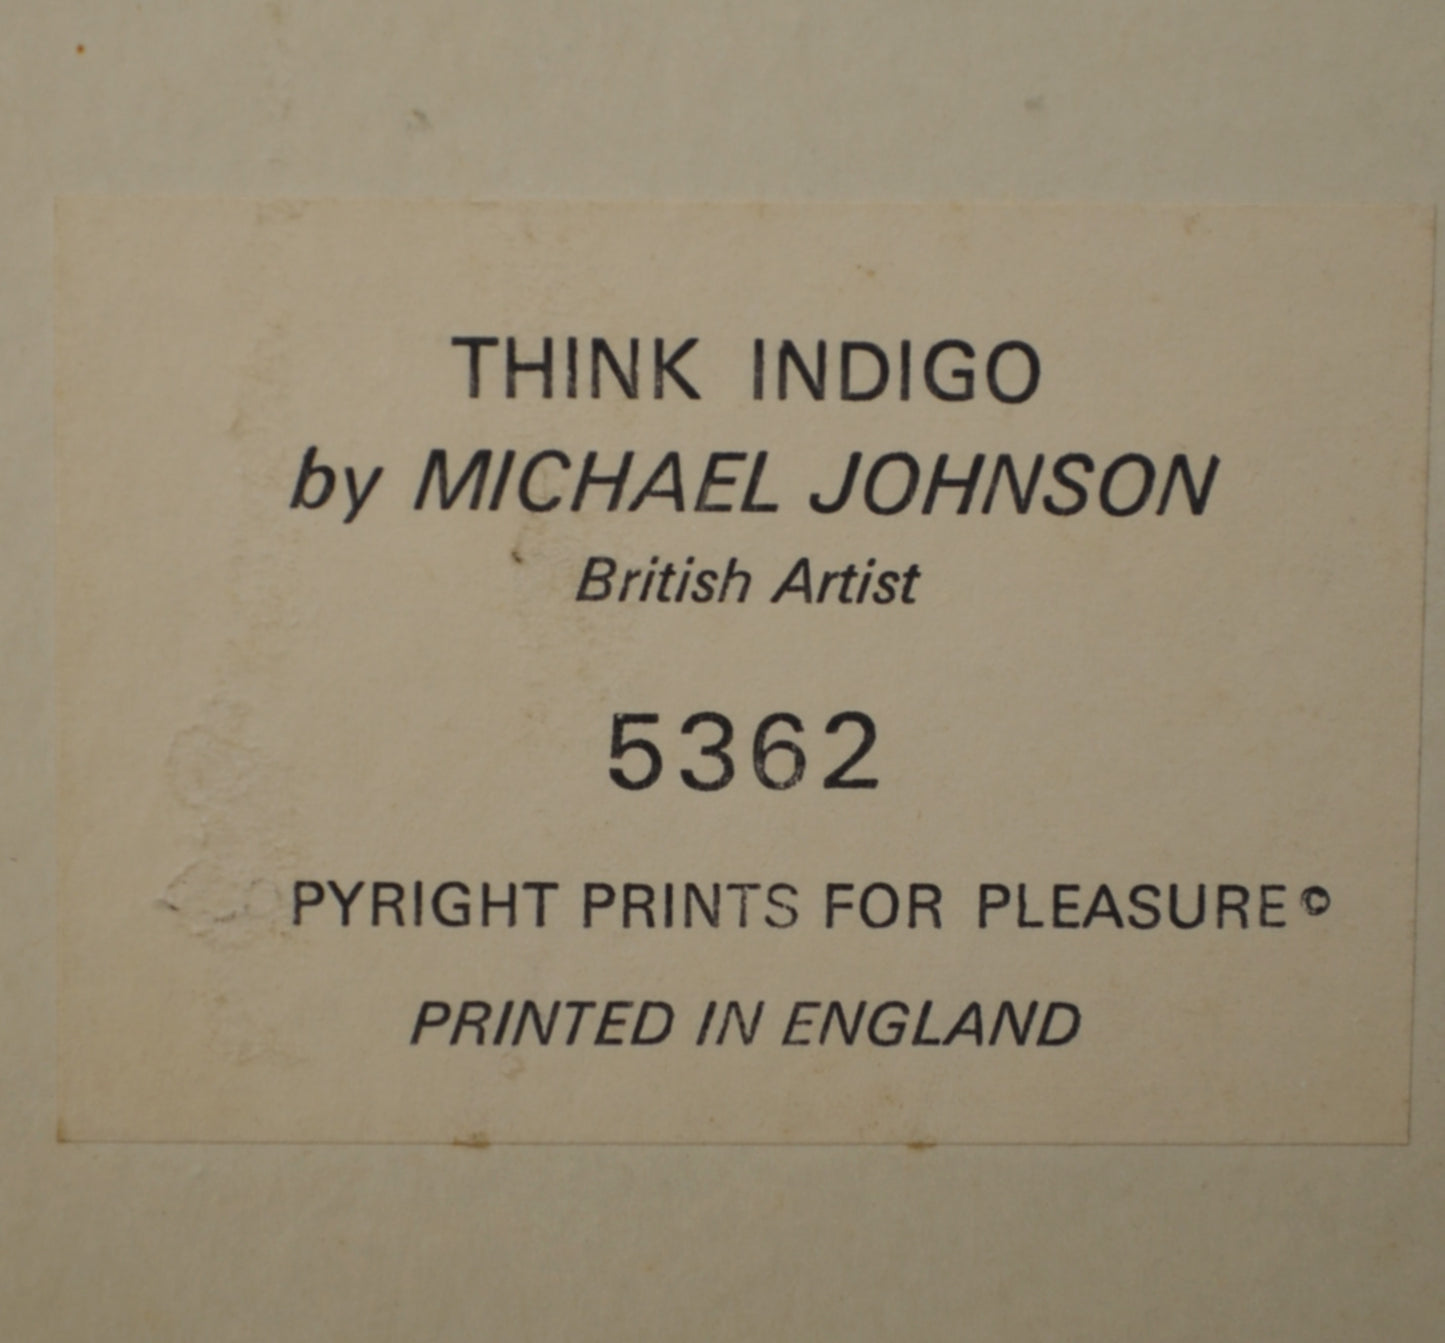 THINK INDIGO
by MICHAEL JOHNSON
British Artist
5362
PYRIGHT PRINTS FOR PLEASURE©
PRINTED IN ENGLAND